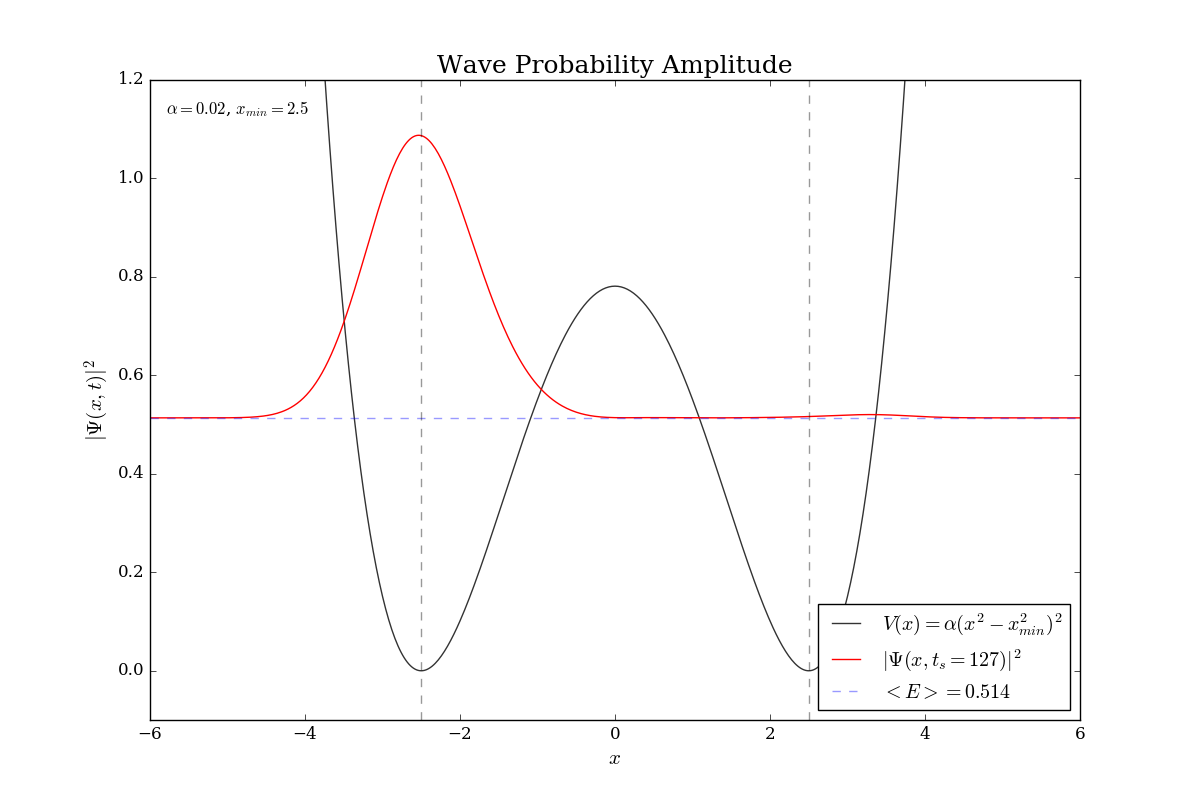 Wave Probability Amplitude
1.2
1.0
0.8
0.6
0.4
0.2
0.0
|Ψ(x, t)|²
α = 0.02, x_min = 2.5
V(x) = α(x² − x²_min)²
|Ψ(x, t_s = 127)|²
< E > = 0.514
−6 −4 −2 0 2 4 6
x